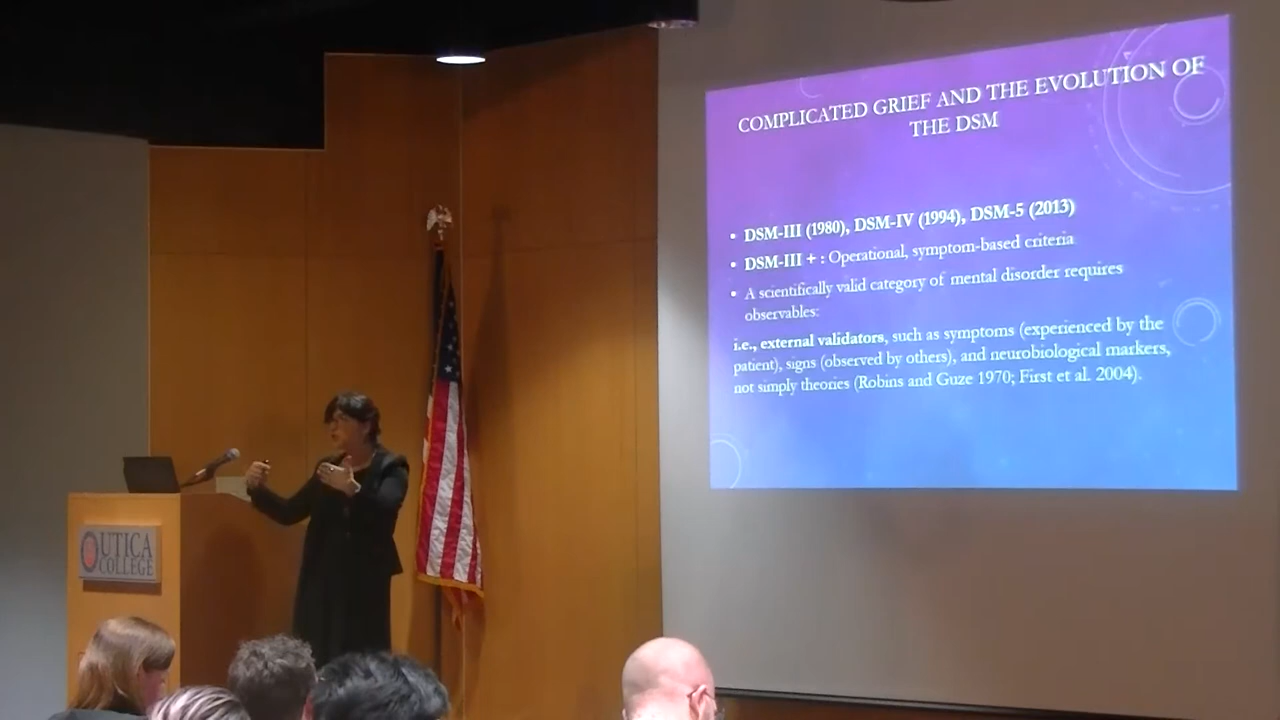 COMPLICATED GRIEF AND THE EVOLUTION OF
THE DSM
• DSM-III (1980), DSM-IV (1994), DSM-5 (2013)
• DSM-III + : Operational, symptom-based criteria
• A scientifically valid category of mental disorder requires
observables:
i.e., external validators, such as symptoms (experienced by the
patient), signs (observed by others), and neurobiological markers,
not simply theories (Robins and Guze 1970; First et al. 2004).
UTICA
COLLEGE